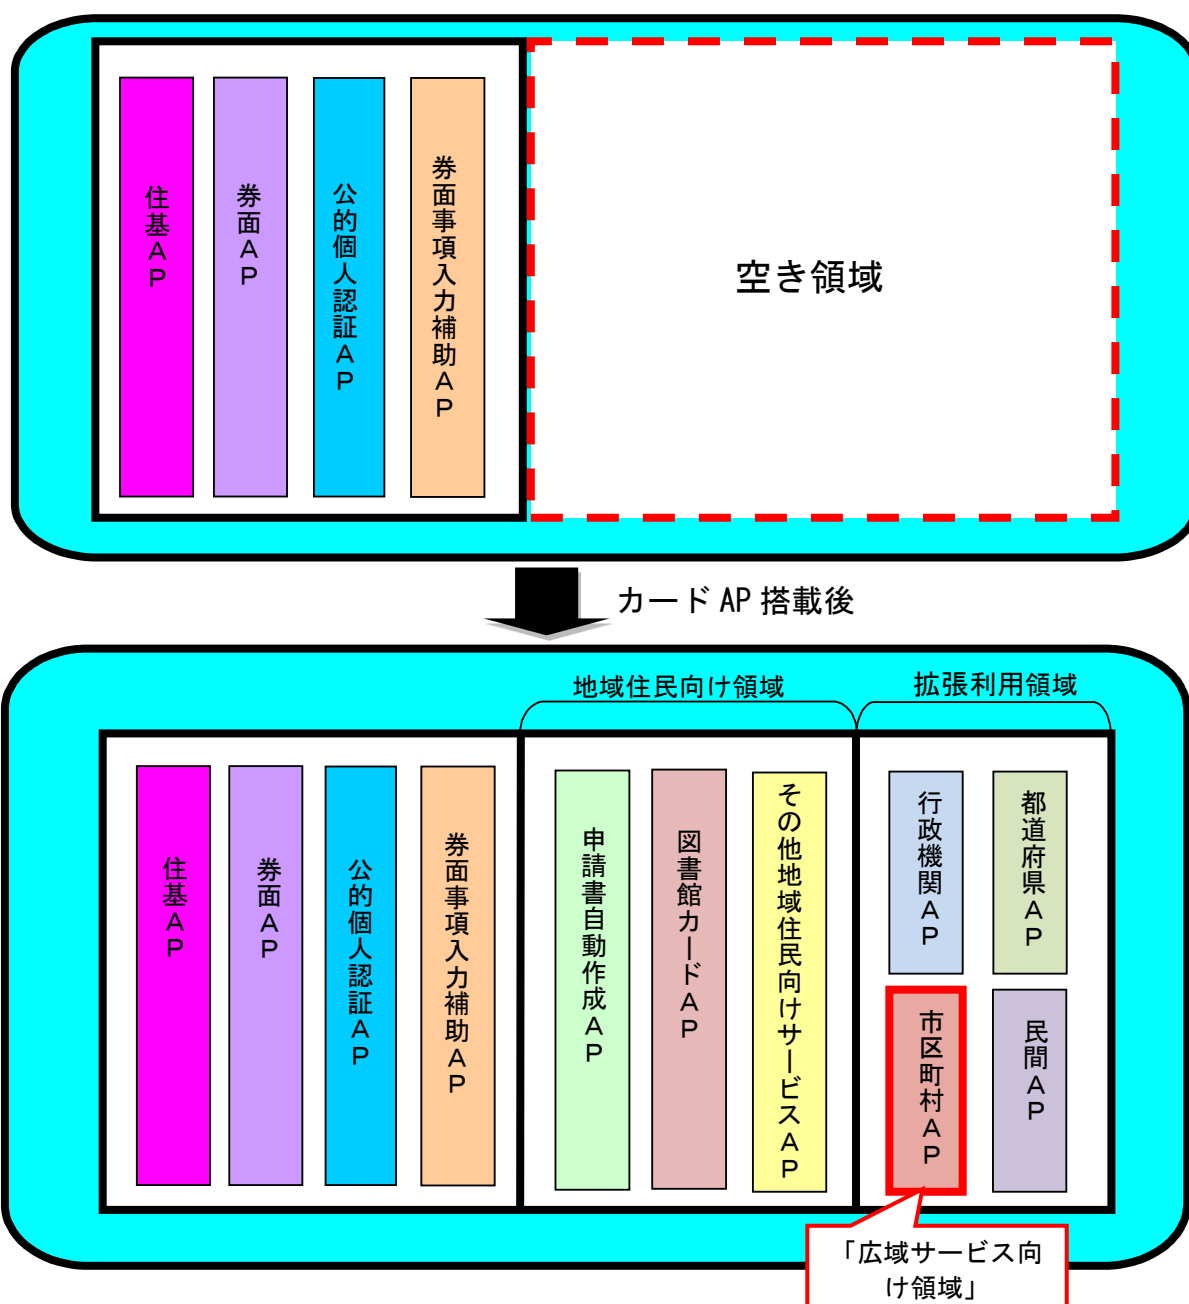 住基ＡＰ
券面ＡＰ
公的個人認証ＡＰ
券面事項入力補助ＡＰ
空き領域
カード AP 搭載後
地域住民向け領域
拡張利用領域
住基ＡＰ
券面ＡＰ
公的個人認証ＡＰ
券面事項入力補助ＡＰ
申請書自動作成ＡＰ
図書館カードＡＰ
その他地域住民向けサービスＡＰ
行政機関ＡＰ
都道府県ＡＰ
市区町村ＡＰ
民間ＡＰ
「広域サービス向
け領域」